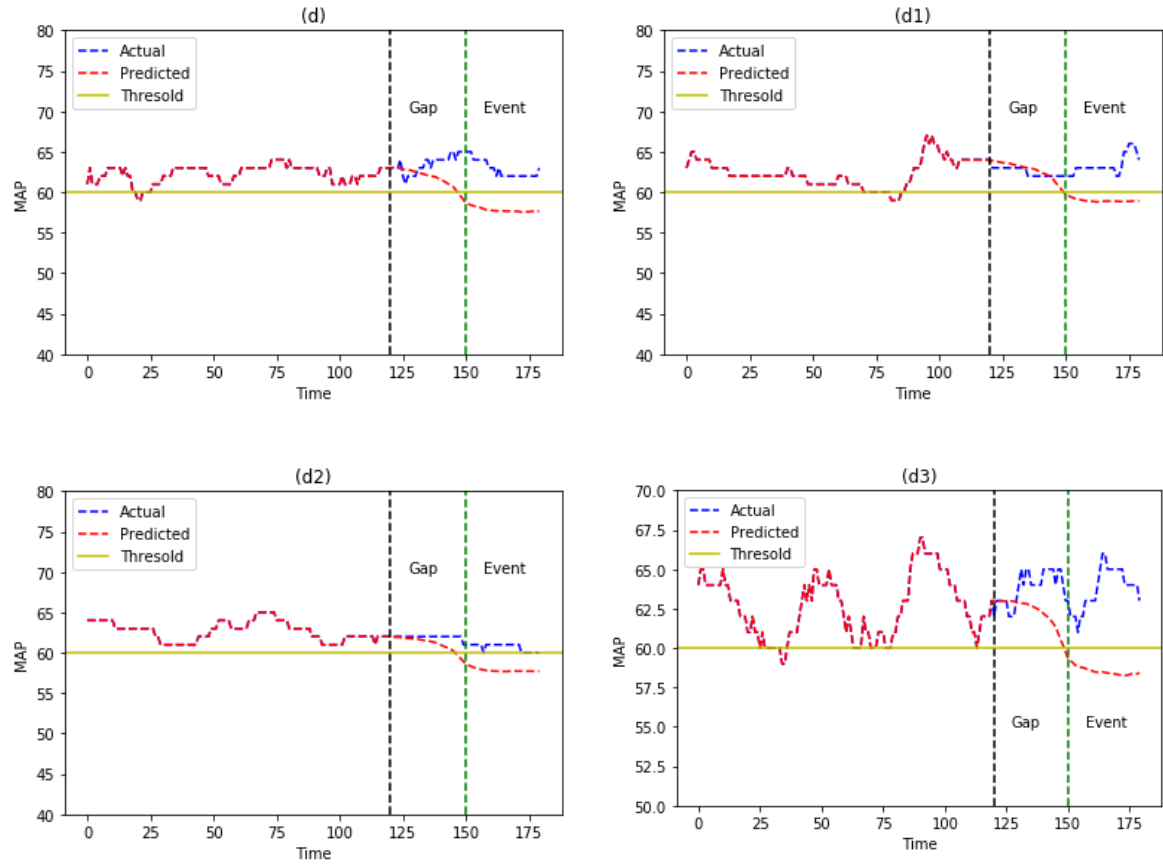 (d)
80
75
70
65
60
55
50
45
40
MAP
Actual
Predicted
Thresold
Gap
Event
0
25
50
75
100
125
150
175
Time
(d1)
80
75
70
65
60
55
50
45
40
MAP
Actual
Predicted
Thresold
Gap
Event
0
25
50
75
100
125
150
175
Time
(d2)
80
75
70
65
60
55
50
45
40
MAP
Actual
Predicted
Thresold
Gap
Event
0
25
50
75
100
125
150
175
Time
(d3)
70.0
67.5
65.0
62.5
60.0
57.5
55.0
52.5
50.0
MAP
Actual
Predicted
Thresold
Gap
Event
0
25
50
75
100
125
150
175
Time